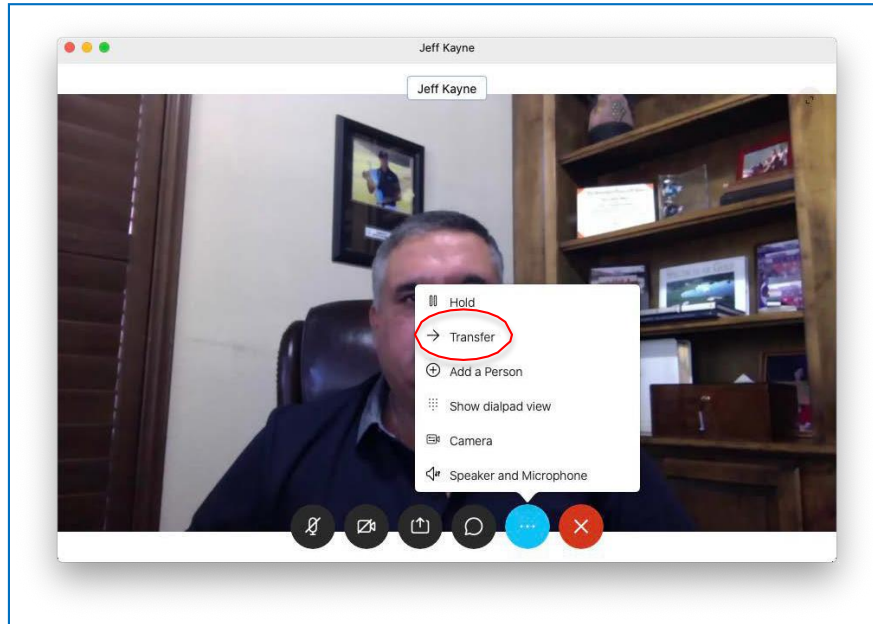 Jeff Kayne
Jeff Kayne
Hold
Transfer
Add a Person
Show dialpad view
Camera
Speaker and Microphone